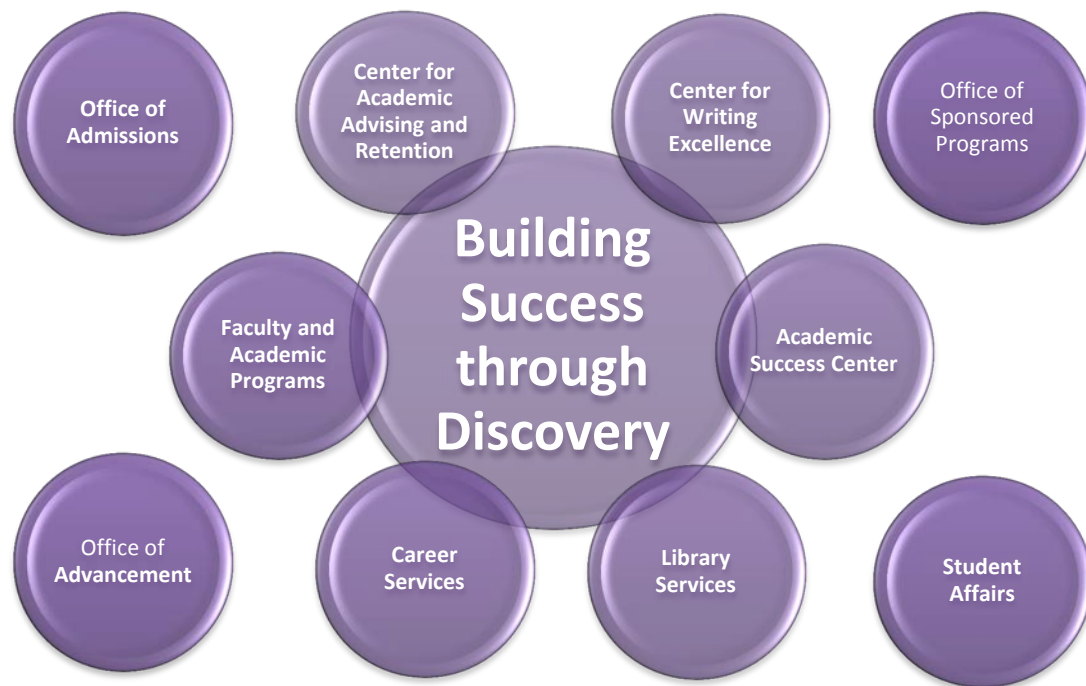 Office of
Admissions
Center for
Academic
Advising and
Retention
Center for
Writing
Excellence
Office of
Sponsored
Programs
Building
Success
through
Discovery
Faculty and
Academic
Programs
Academic
Success Center
Office of
Advancement
Career
Services
Library
Services
Student
Affairs